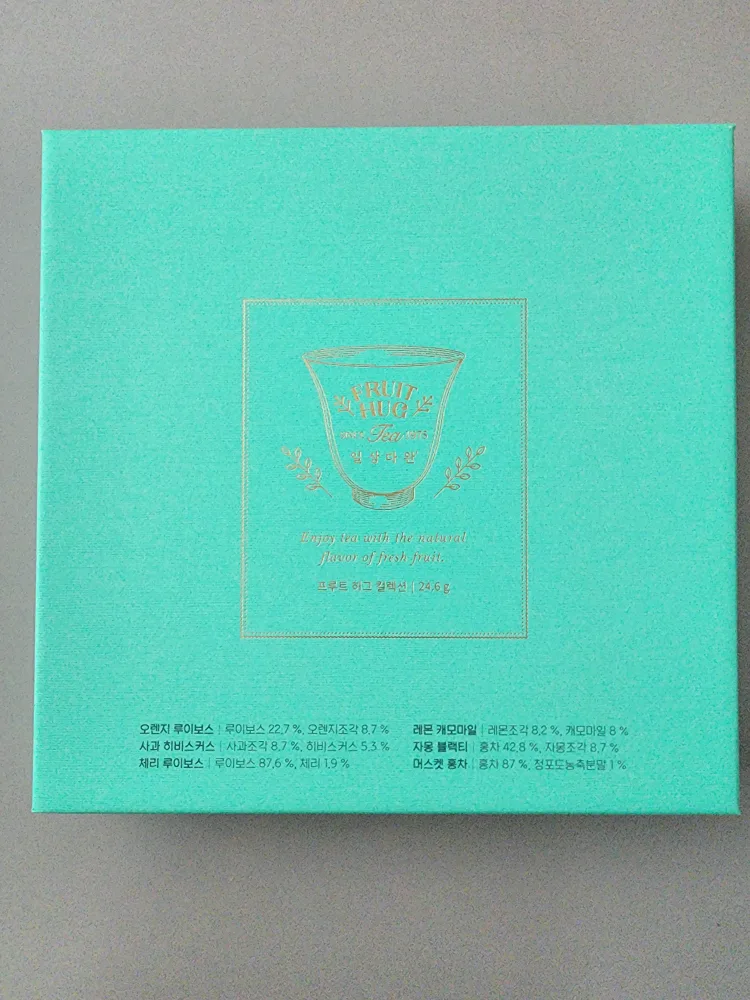 FRUIT
HUG
Tea
일상다완
Enjoy tea with the natural
flavor of fresh fruit.
프루트 허그 컬렉션 | 24.6 g
오렌지 루이보스 | 루이보스 22.7 %, 오렌지조각 8.7 %
사과 히비스커스 | 사과조각 8.7 %, 히비스커스 5.3 %
체리 루이보스 | 루이보스 87.6 %, 체리 1.9 %
레몬 캐모마일 | 레몬조각 8.2 %, 캐모마일 8 %
자몽 블랙티 | 홍차 42.8 %, 자몽조각 8.7 %
머스켓 홍차 | 홍차 87 %, 청포도농축분말 1 %